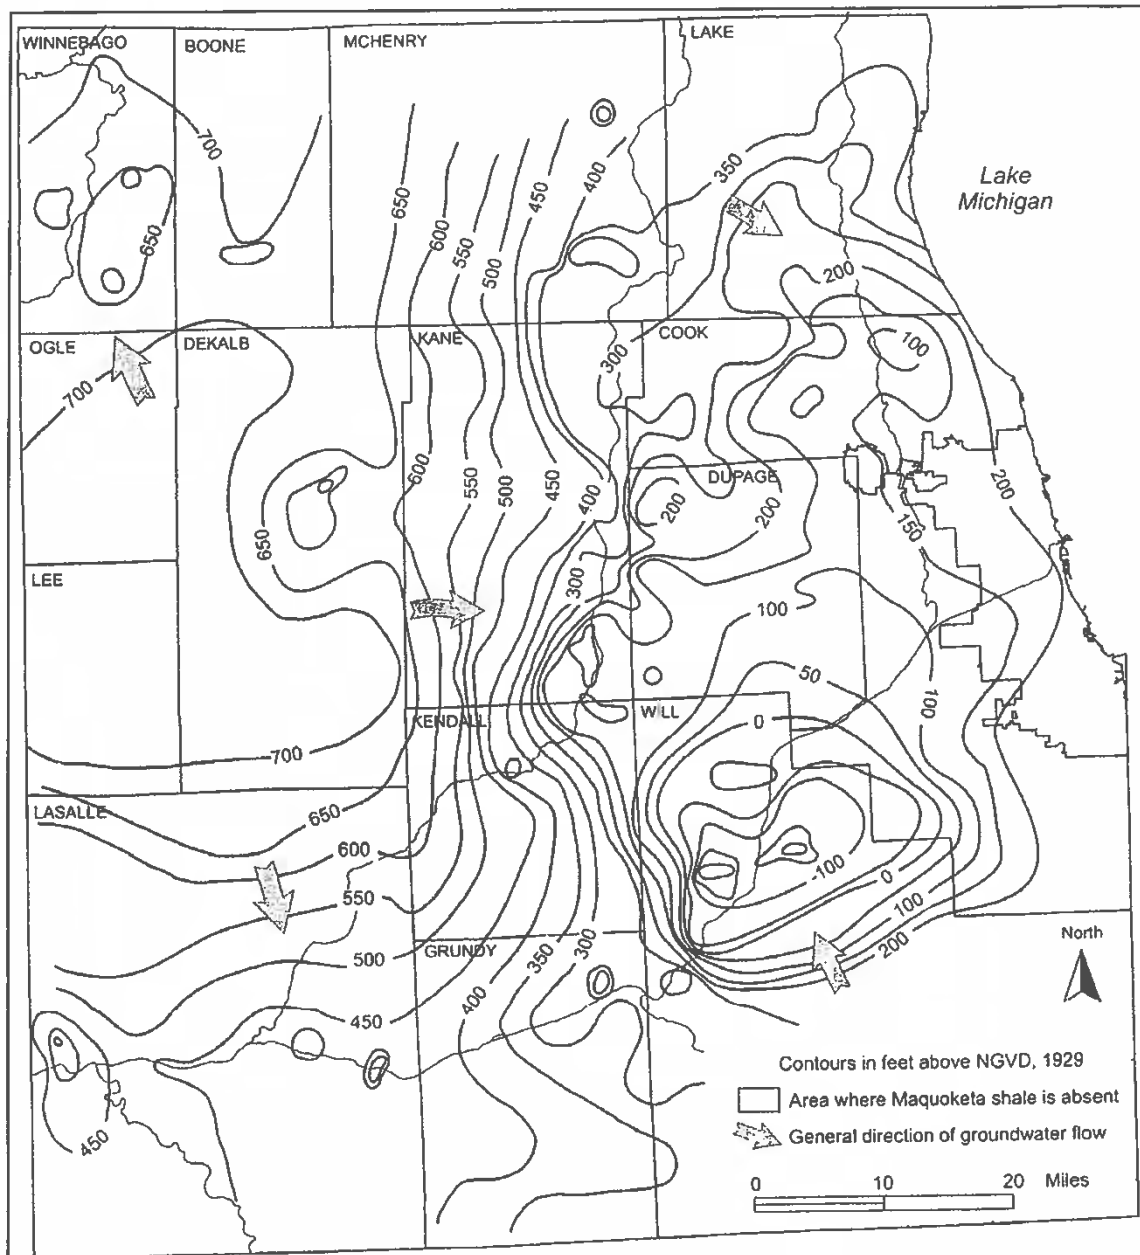 WINNEBAGO
BOONE
MCHENRY
LAKE
Lake
Michigan
700
650
650
600
550
500
450
400
350
200
100
OGLE
DEKALB
KANE
COOK
300
700
600
550
500
450
400
DUPAGE
200
200
200
150
650
LEE
300
100
50
100
KENDALL
WILL
0
700
LASALLE
650
600
-100
0
550
100
GRUNDY
200
North
500
350
300
400
450
450
Contours in feet above NGVD, 1929
Area where Maquoketa shale is absent
General direction of groundwater flow
0 10 20 Miles